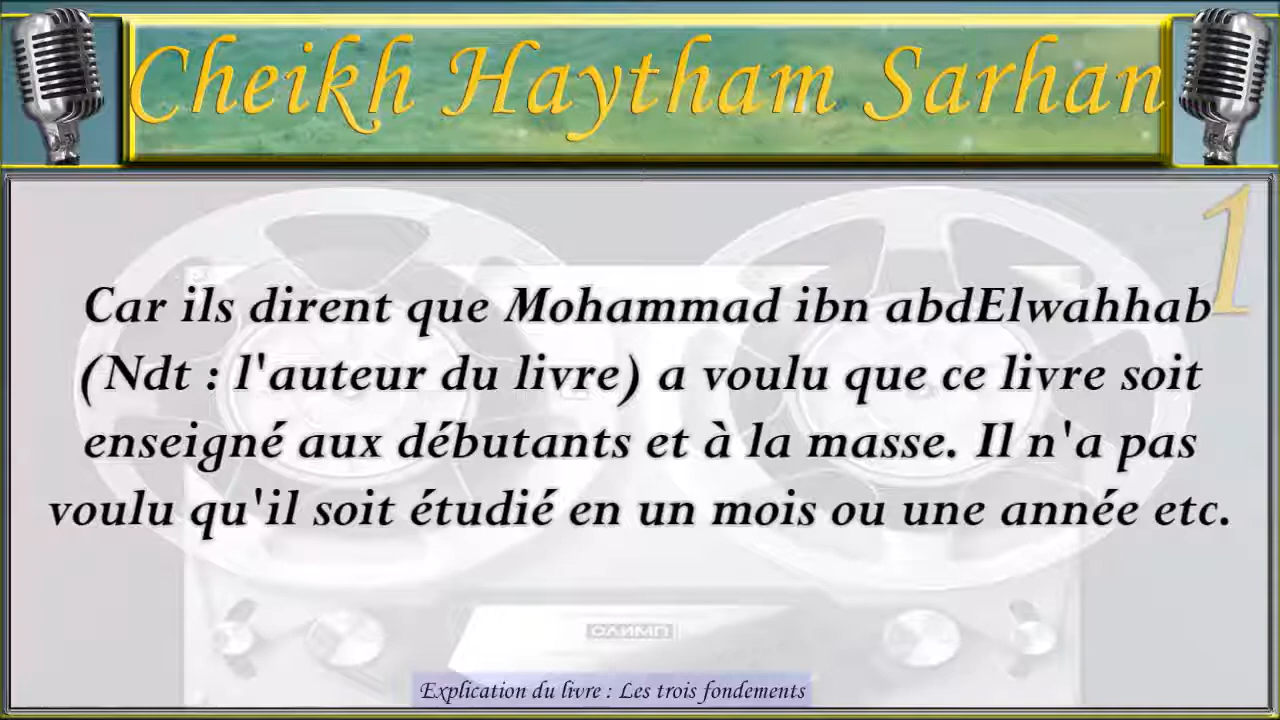 Cheikh Haytham Sarhan
1
Car ils dirent que Mohammad ibn abdElwahhab
(Ndt : l'auteur du livre) a voulu que ce livre soit
enseigné aux débutants et à la masse. Il n'a pas
voulu qu'il soit étudié en un mois ou une année etc.
ОЛИМП
Explication du livre : Les trois fondements